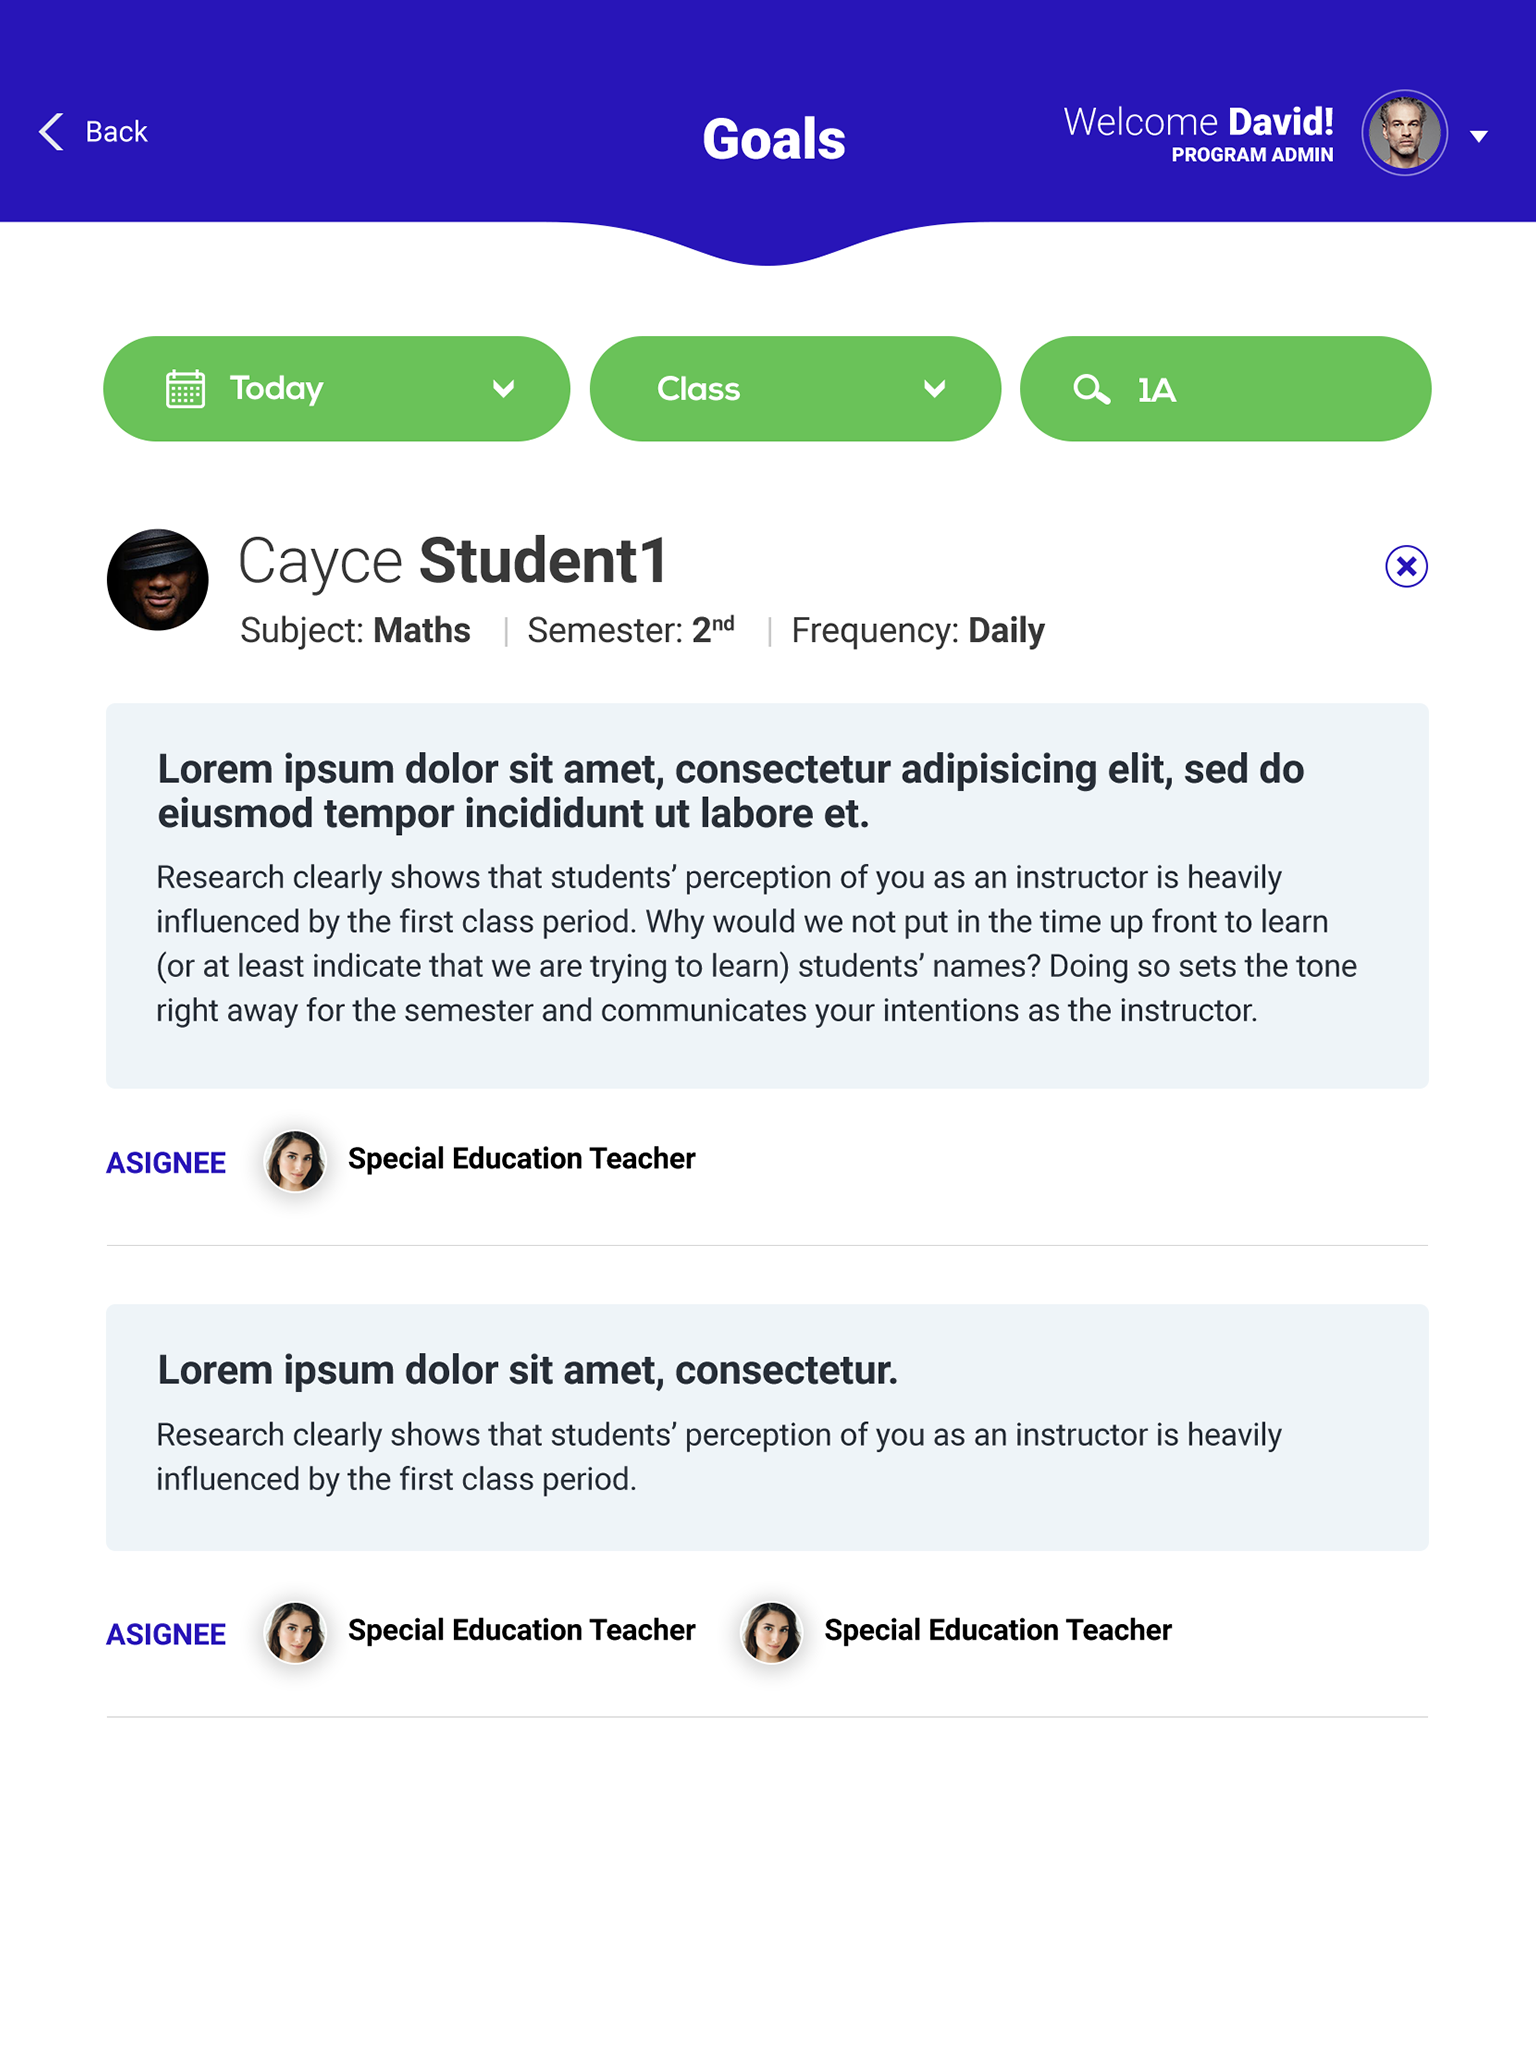 Back
Goals
Welcome David!
PROGRAM ADMIN
Today
Class
1A
Cayce Student1
Subject: Maths | Semester: 2nd | Frequency: Daily
Lorem ipsum dolor sit amet, consectetur adipisicing elit, sed do
eiusmod tempor incididunt ut labore et.
Research clearly shows that students’ perception of you as an instructor is heavily
influenced by the first class period. Why would we not put in the time up front to learn
(or at least indicate that we are trying to learn) students’ names? Doing so sets the tone
right away for the semester and communicates your intentions as the instructor.
ASIGNEE Special Education Teacher
Lorem ipsum dolor sit amet, consectetur.
Research clearly shows that students’ perception of you as an instructor is heavily
influenced by the first class period.
ASIGNEE Special Education Teacher Special Education Teacher